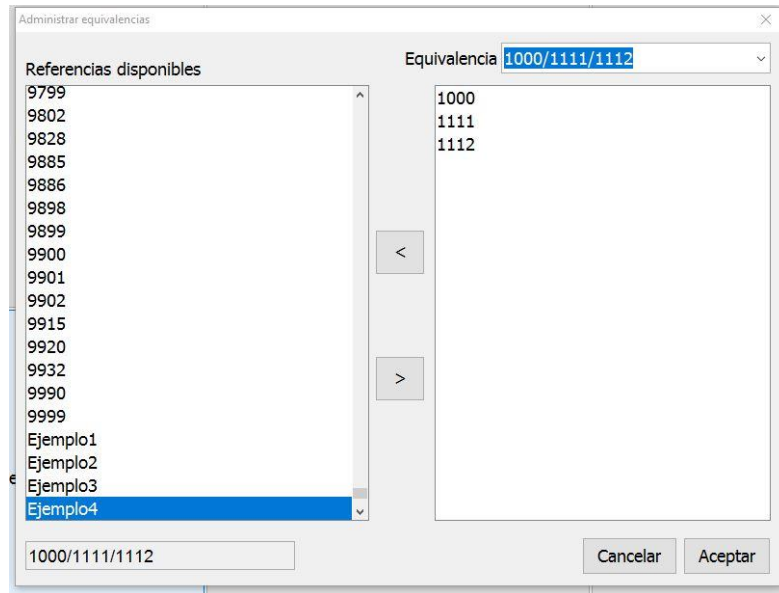 Administrar equivalencias
Referencias disponibles
Equivalencia 1000/1111/1112
9799
9802
9828
9885
9886
9898
9899
9900
9901
9902
9915
9920
9932
9990
9999
Ejemplo1
Ejemplo2
Ejemplo3
Ejemplo4
<
>
1000
1111
1112
1000/1111/1112
Cancelar
Aceptar